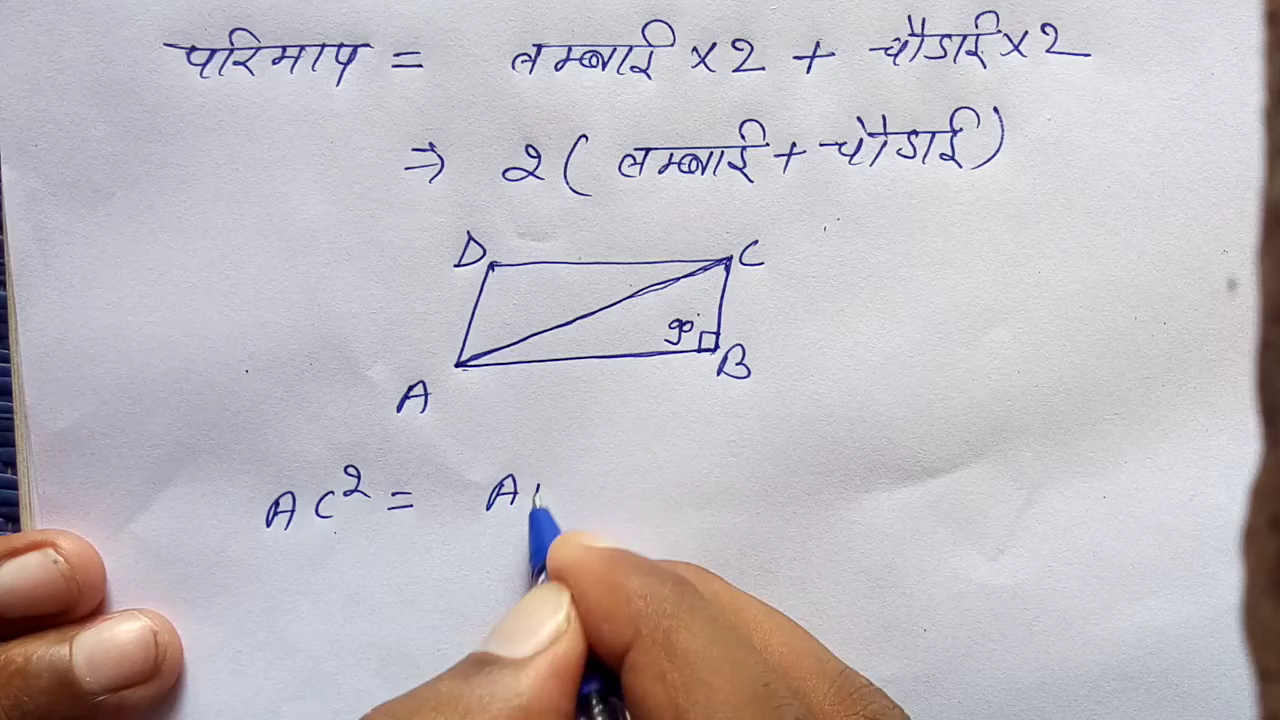 परिमाप = लम्बाई × 2 + चौडाई × 2
⇒ 2 ( लम्बाई + चौडाई )
D C
90°
A B
AC² = A